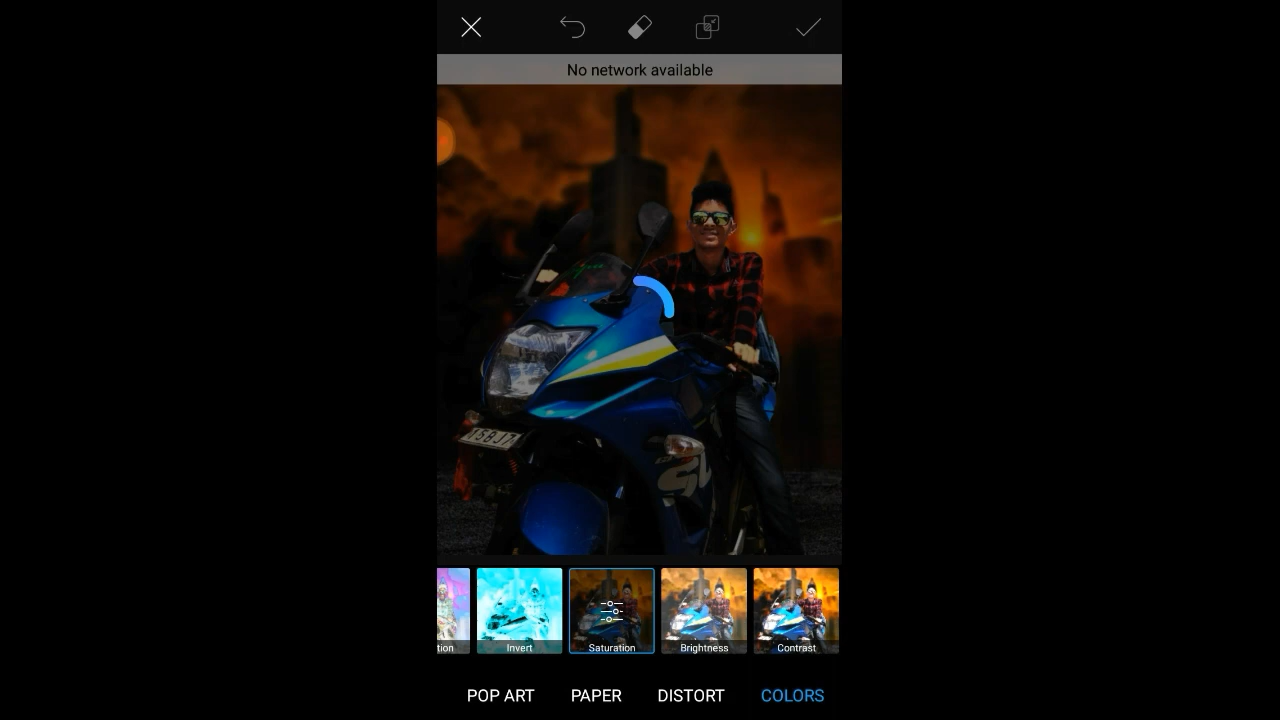 No network available
tion
Invert
Saturation
Brightness
Contrast
POP ART
PAPER
DISTORT
COLORS